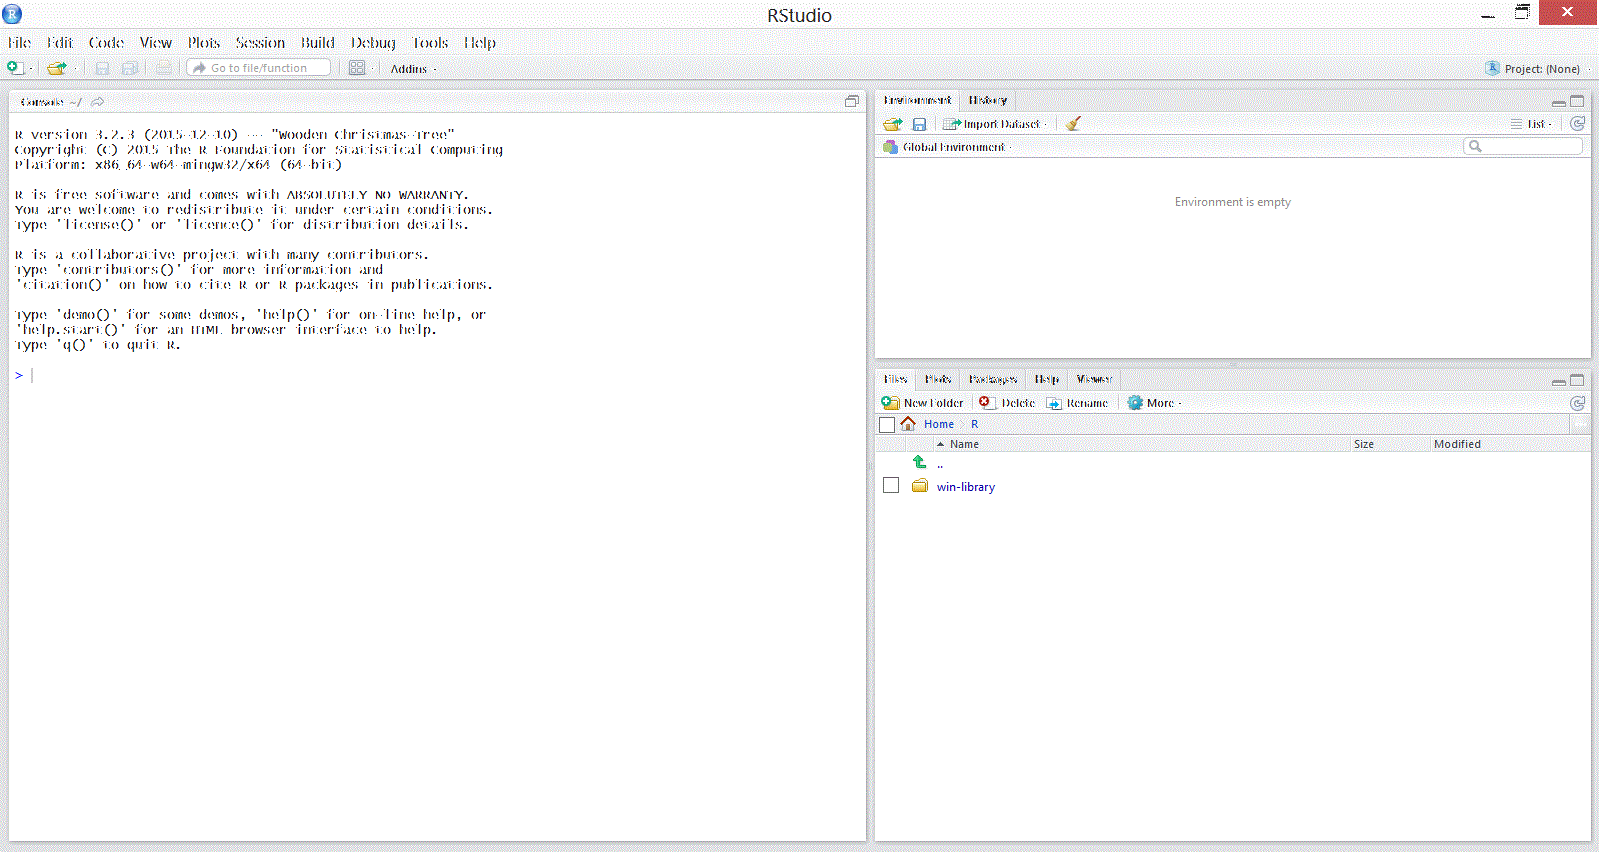 RStudio
File Edit Code View Plots Session Build Debug Tools Help
Go to file/function Addins Project: (None)
Console ~/
R version 3.2.3 (2015-12-10) -- "Wooden Christmas-Tree"
Copyright (C) 2015 The R Foundation for Statistical Computing
Platform: x86_64-w64-mingw32/x64 (64-bit)
R is free software and comes with ABSOLUTELY NO WARRANTY.
You are welcome to redistribute it under certain conditions.
Type 'license()' or 'licence()' for distribution details.
R is a collaborative project with many contributors.
Type 'contributors()' for more information and
'citation()' on how to cite R or R packages in publications.
Type 'demo()' for some demos, 'help()' for on-line help, or
'help.start()' for an HTML browser interface to help.
Type 'q()' to quit R.
>
Environment History
Import Dataset List
Global Environment
Environment is empty
Files Plots Packages Help Viewer
New Folder Delete Rename More
Home R
Name Size Modified
..
win-library